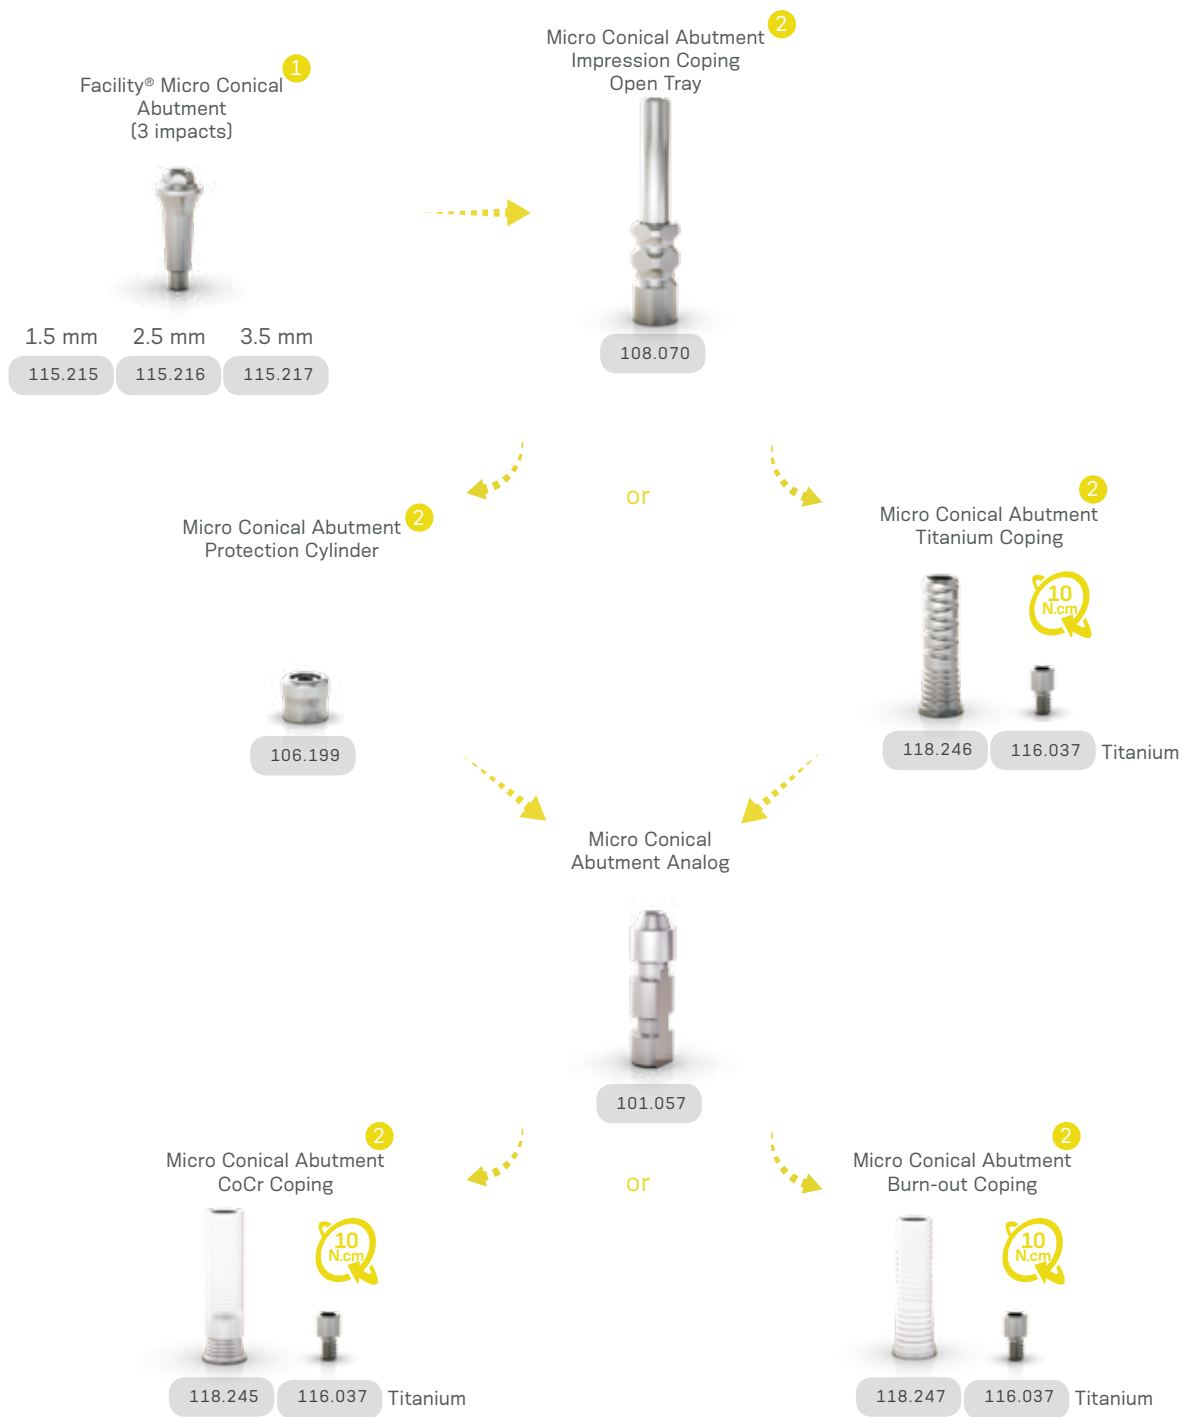 Facility® Micro Conical
Abutment
(3 impacts)
1
1.5 mm 2.5 mm 3.5 mm
115.215 115.216 115.217
Micro Conical Abutment
Impression Coping
Open Tray
2
108.070
or
Micro Conical Abutment
Protection Cylinder
2
106.199
Micro Conical Abutment
Titanium Coping
2
10
N.cm
118.246 116.037 Titanium
Micro Conical
Abutment Analog
101.057
or
Micro Conical Abutment
CoCr Coping
2
10
N.cm
118.245 116.037 Titanium
Micro Conical Abutment
Burn-out Coping
2
10
N.cm
118.247 116.037 Titanium